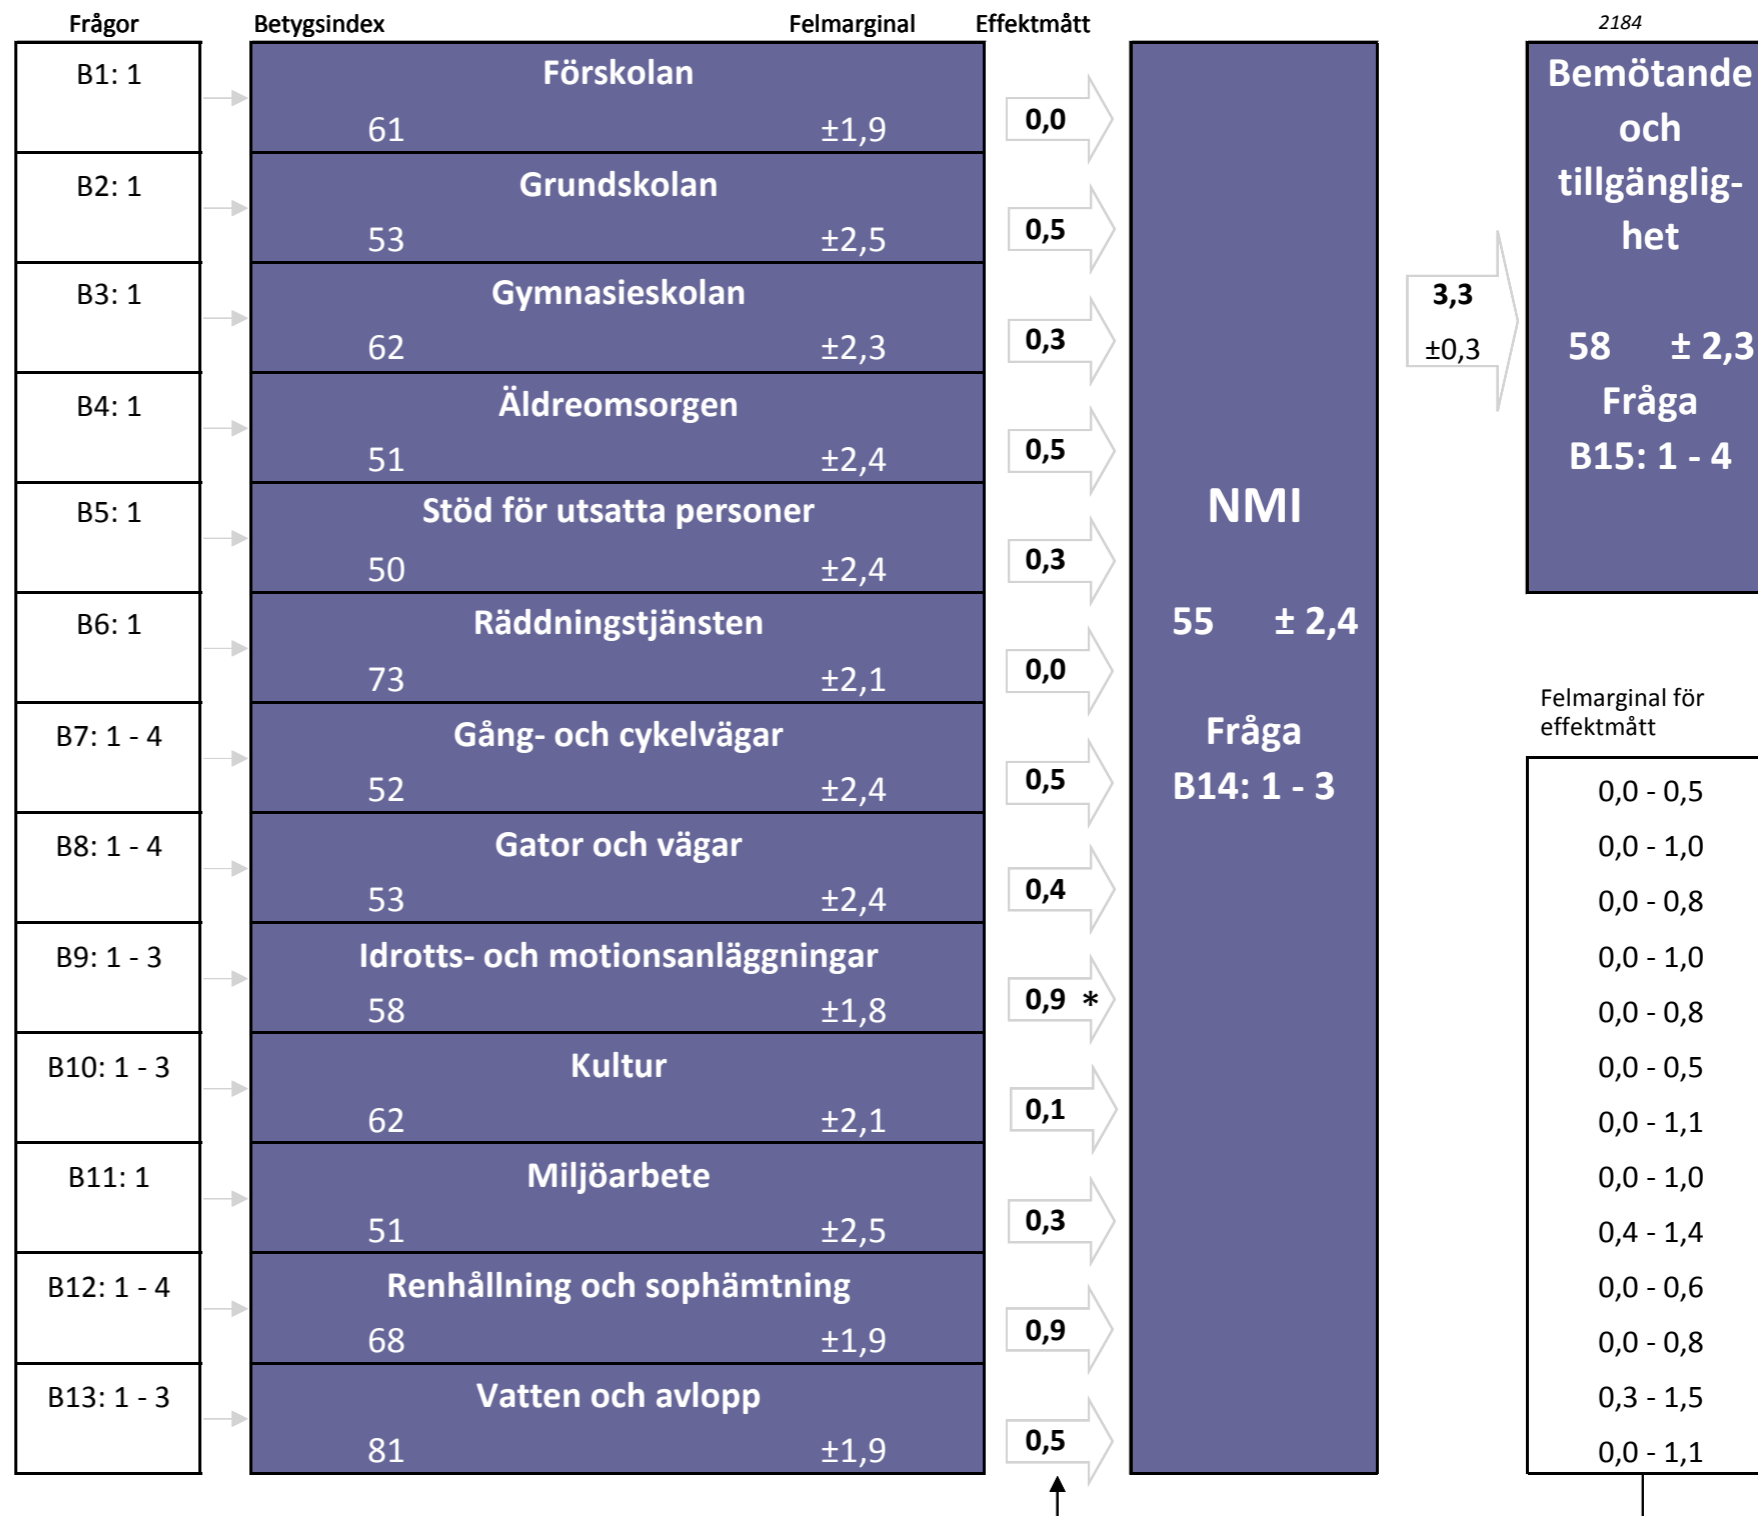 Frågor Betygsindex Felmarginal Effektmått 2184
B1: 1 Förskolan
61 ±1,9 0,0
B2: 1 Grundskolan
53 ±2,5 0,5
B3: 1 Gymnasieskolan
62 ±2,3 0,3
B4: 1 Äldreomsorgen
51 ±2,4 0,5
B5: 1 Stöd för utsatta personer
50 ±2,4 0,3
B6: 1 Räddningstjänsten
73 ±2,1 0,0
B7: 1 - 4 Gång- och cykelvägar
52 ±2,4 0,5
B8: 1 - 4 Gator och vägar
53 ±2,4 0,4
B9: 1 - 3 Idrotts- och motionsanläggningar
58 ±1,8 0,9 *
B10: 1 - 3 Kultur
62 ±2,1 0,1
B11: 1 Miljöarbete
51 ±2,5 0,3
B12: 1 - 4 Renhållning och sophämtning
68 ±1,9 0,9
B13: 1 - 3 Vatten och avlopp
81 ±1,9 0,5
NMI
55 ± 2,4
Fråga
B14: 1 - 3
3,3
±0,3
Bemötande
och
tillgänglig-
het
58 ± 2,3
Fråga
B15: 1 - 4
Felmarginal för
effektmått
0,0 - 0,5
0,0 - 1,0
0,0 - 0,8
0,0 - 1,0
0,0 - 0,8
0,0 - 0,5
0,0 - 1,1
0,0 - 1,0
0,4 - 1,4
0,0 - 0,6
0,0 - 0,8
0,3 - 1,5
0,0 - 1,1